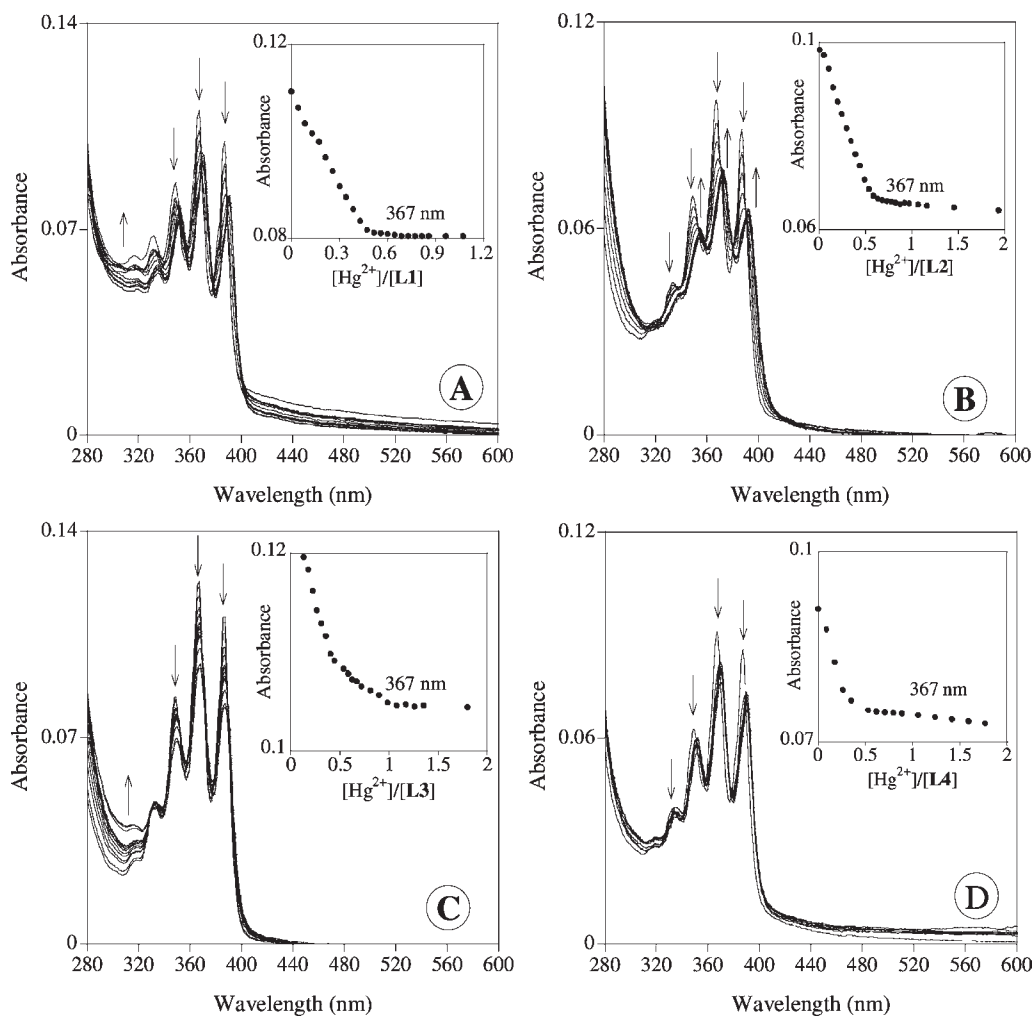 0.14
0.07
0
Absorbance
280 320 360 400 440 480 520 560 600
Wavelength (nm)
0.12
0.08
Absorbance
0 0.3 0.6 0.9 1.2
367 nm
[Hg2+]/[L1]
A
0.12
0.06
0
Absorbance
280 320 360 400 440 480 520 560 600
Wavelength (nm)
0.1
0.06
Absorbance
0 0.5 1 1.5 2
367 nm
[Hg2+]/[L2]
B
0.14
0.07
0
Absorbance
280 320 360 400 440 480 520 560 600
Wavelength (nm)
0.12
0.1
Absorbance
0 0.5 1 1.5 2
367 nm
[Hg2+]/[L3]
C
0.12
0.06
0
Absorbance
280 320 360 400 440 480 520 560 600
Wavelength (nm)
0.1
0.07
Absorbance
0 0.5 1 1.5 2
367 nm
[Hg2+]/[L4]
D